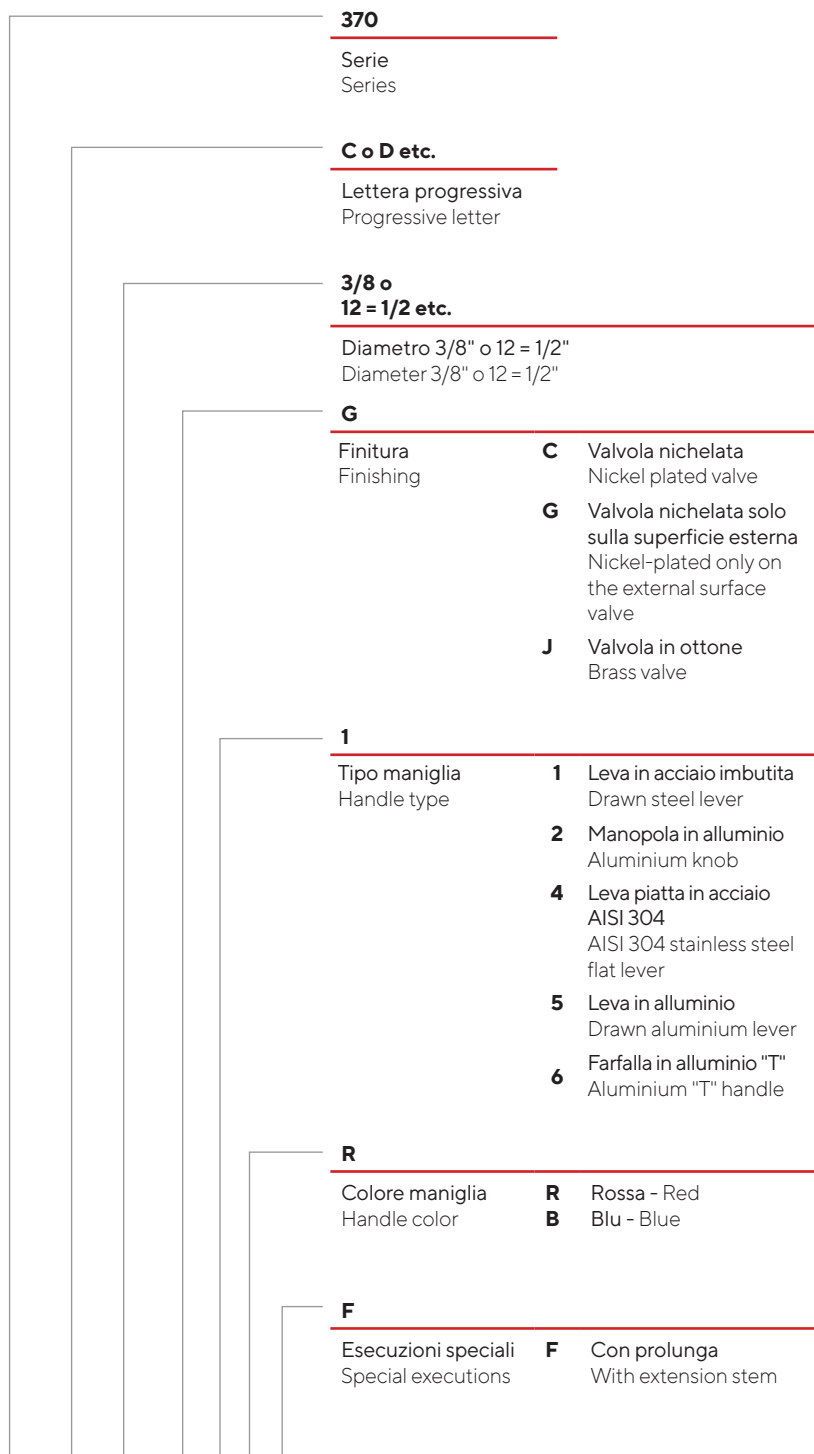 370
Serie
Series
C o D etc.
Lettera progressiva
Progressive letter
3/8 o
12 = 1/2 etc.
Diametro 3/8" o 12 = 1/2"
Diameter 3/8" o 12 = 1/2"
G
Finitura
Finishing
C Valvola nichelata
Nickel plated valve
G Valvola nichelata solo
sulla superficie esterna
Nickel-plated only on
the external surface
valve
J Valvola in ottone
Brass valve
1
Tipo maniglia
Handle type
1 Leva in acciaio imbutita
Drawn steel lever
2 Manopola in alluminio
Aluminium knob
4 Leva piatta in acciaio
AISI 304
AISI 304 stainless steel
flat lever
5 Leva in alluminio
Drawn aluminium lever
6 Farfalla in alluminio "T"
Aluminium "T" handle
R
Colore maniglia R Rossa - Red
Handle color B Blu - Blue
F
Esecuzioni speciali F Con prolunga
Special executions With extension stem